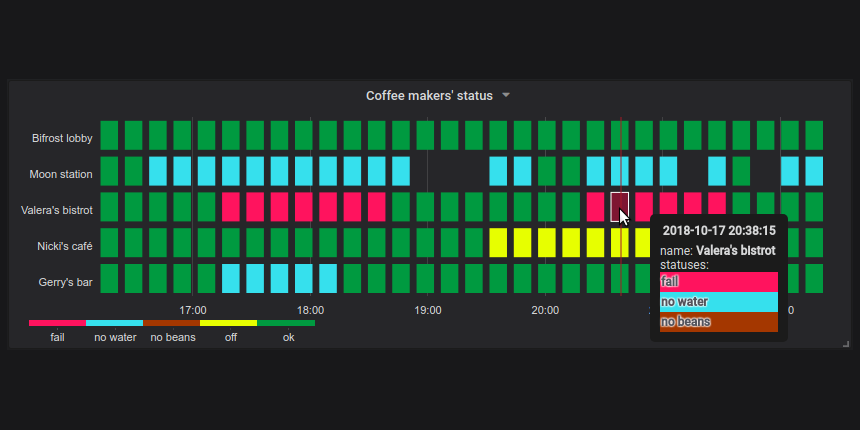 Coffee makers' status
Bifrost lobby
Moon station
Valera's bistrot
Nicki's café
Gerry's bar
17:00
18:00
19:00
20:00
2018-10-17 20:38:15
name: Valera's bistrot
statuses:
fail
no water
no beans
fail
no water
no beans
off
ok